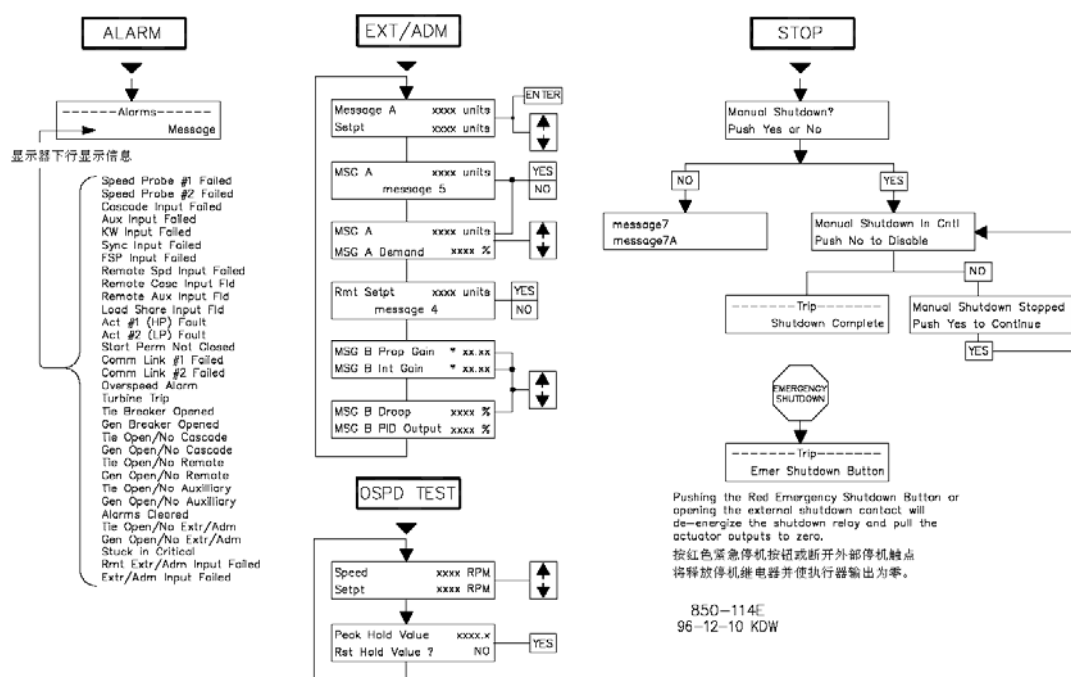 ALARM
-----Alarms-----
Message
显示器下行显示信息
Speed Probe #1 Failed
Speed Probe #2 Failed
Cascade Input Failed
Aux Input Failed
KW Input Failed
Sync Input Failed
FSP Input Failed
Remote Spd Input Failed
Remote Casc Input Fld
Remote Aux Input Fld
Load Share Input Fld
Act #1 (HP) Fault
Act #2 (LP) Fault
Start Perm Not Closed
Comm Link #1 Failed
Comm Link #2 Failed
Overspeed Alarm
Turbine Trip
Tie Breaker Opened
Gen Breaker Opened
Tie Open/No Cascade
Gen Open/No Cascade
Tie Open/No Remote
Gen Open/No Remote
Tie Open/No Auxilliary
Gen Open/No Auxilliary
Alarms Cleared
Tie Open/No Extr/Adm
Gen Open/No Extr/Adm
Stuck in Critical
Rmt Extr/Adm Input Failed
Extr/Adm Input Failed
EXT/ADM
Message A xxxx units
Setpt xxxx units
ENTER
MSG A xxxx units
message 5
YES
NO
MSG A xxxx units
MSG A Demand xxxx %
Rmt Setpt xxxx units
message 4
YES
NO
MSG B Prop Gain * xx.xx
MSG B Int Gain * xx.xx
MSG B Droop xxxx %
MSG B PID Output xxxx %
OSPD TEST
Speed xxxx RPM
Setpt xxxx RPM
Peak Hold Value xxxx.x
Rst Hold Value ? NO
YES
STOP
Manual Shutdown?
Push Yes or No
NO
YES
message7
message7A
Manual Shutdown In Cntl
Push No to Disable
NO
-------Trip-------
Shutdown Complete
Manual Shutdown Stopped
Push Yes to Continue
YES
EMERGENCY
SHUTDOWN
-------Trip-------
Emer Shutdown Button
Pushing the Red Emergency Shutdown Button or
opening the external shutdown contact will
de-energize the shutdown relay and pull the
actuator outputs to zero.
按红色紧急停机按钮或断开外部停机触点
将释放停机继电器并使执行器输出为零。
850-114E
96-12-10 KDW